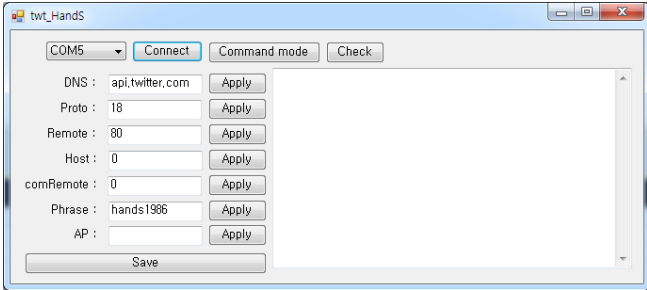 twt_HandS
COM5 Connect Command mode Check
DNS : api,twitter,com Apply
Proto : 18 Apply
Remote : 80 Apply
Host : 0 Apply
comRemote : 0 Apply
Phrase : hands1986 Apply
AP : Apply
Save